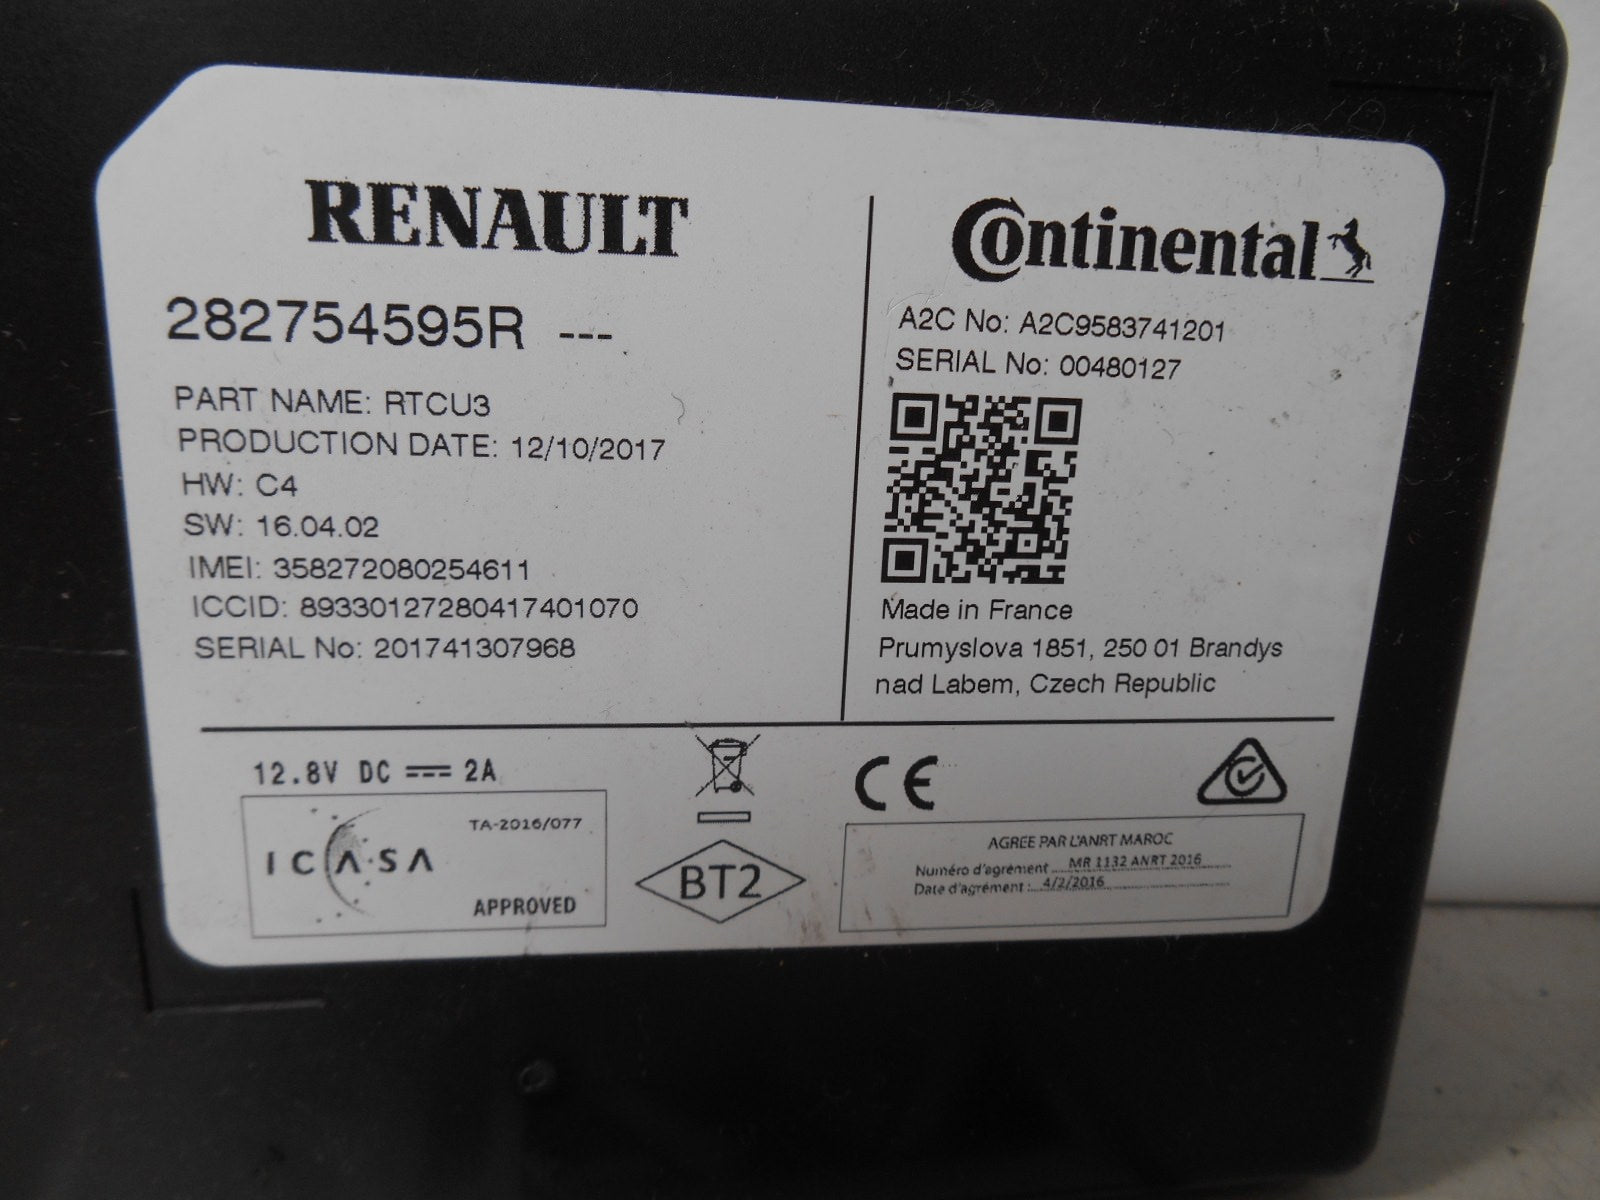 RENAULT
282754595R ---
PART NAME: RTCU3
PRODUCTION DATE: 12/10/2017
HW: C4
SW: 16.04.02
IMEI: 358272080254611
ICCID: 89330127280417401070
SERIAL No: 201741307968
Continental
A2C No: A2C9583741201
SERIAL No: 00480127
Made in France
Prumyslova 1851, 250 01 Brandys
nad Labem, Czech Republic
12.8V DC 2A
TA-2016/077
ICASA
APPROVED
BT2
CE
AGREE PAR L'ANRT MAROC
Numéro d'agrément MR 1132 ANRT 2016
Date d'agrément : 4/2/2016